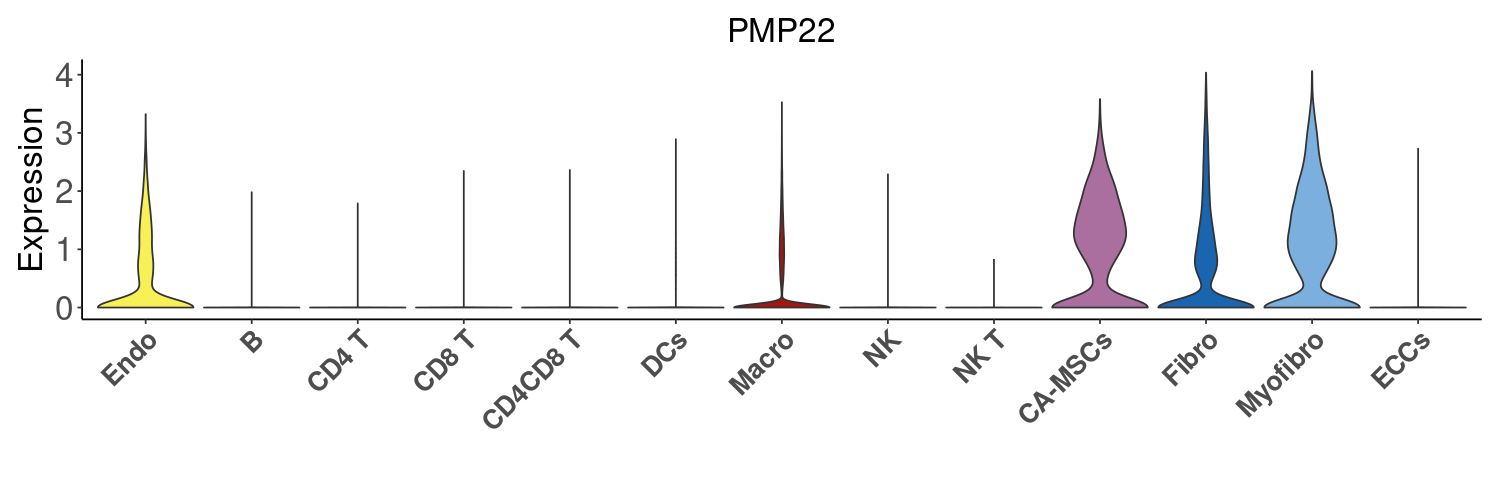 PMP22
Expression
4
3
2
1
0
Endo
B
CD4 T
CD8 T
CD4CD8 T
DCs
Macro
NK
NK T
CA-MSCs
Fibro
Myofibro
ECCs